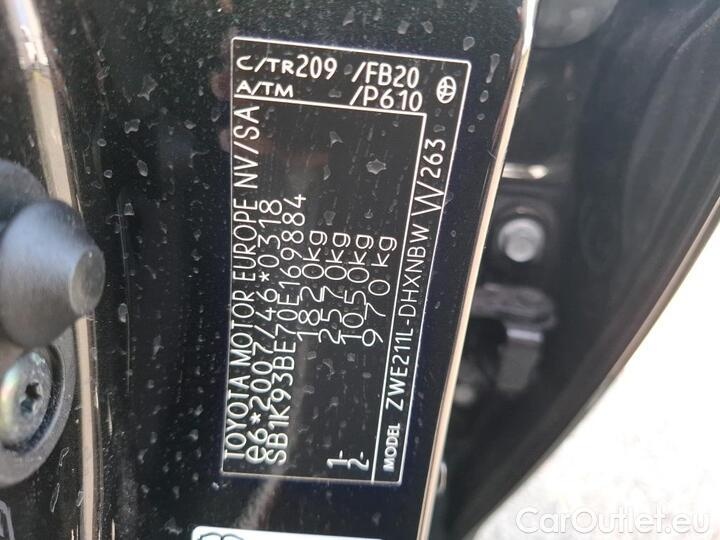 C/TR209 /FB20
A/TM /P610
TOYOTA MOTOR EUROPE NV/SA
e6*2007/46*0318
SB1K93BE70E169884
1820kg
2570kg
1- 1050kg
2- 970kg
MODEL ZWE211L-DHXNBW W 263
CarOutlet.eu